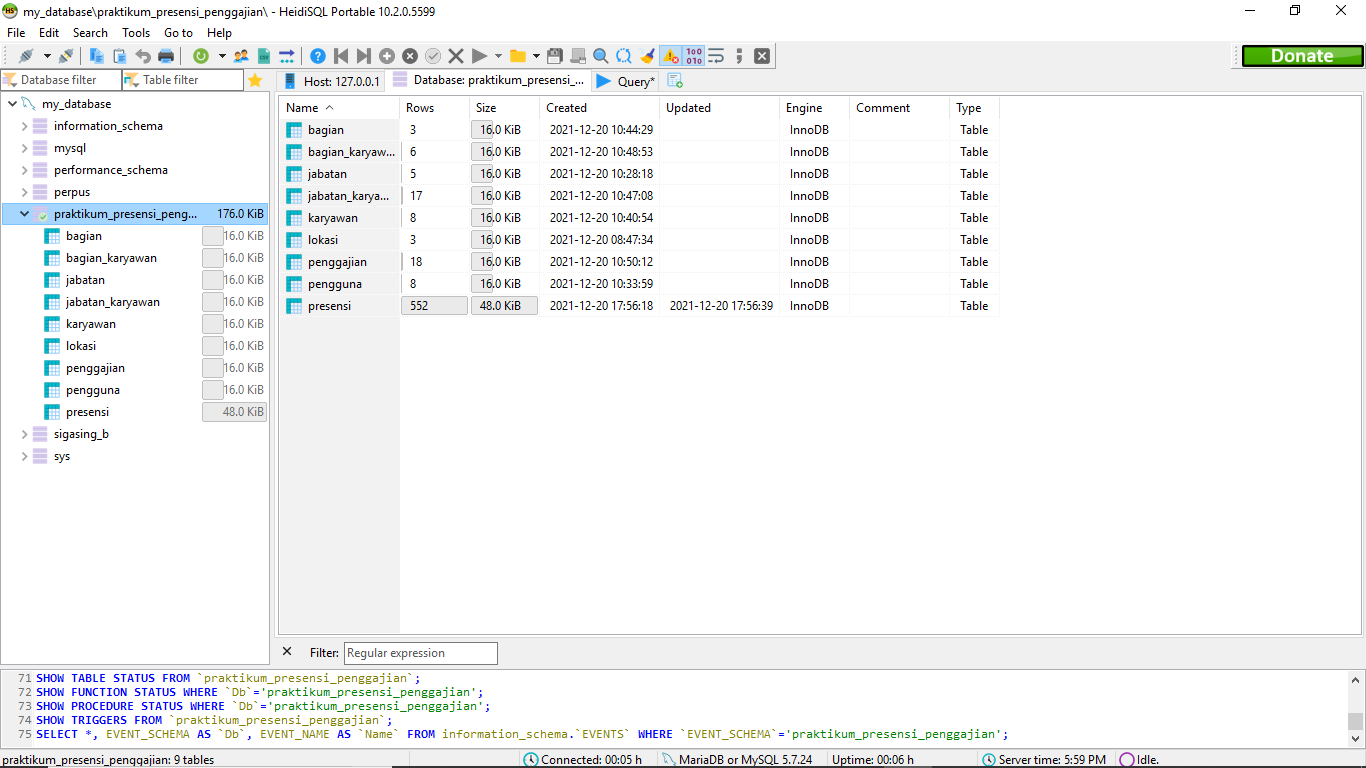 my_database\praktikum_presensi_penggajian\ - HeidiSQL Portable 10.2.0.5599
File Edit Search Tools Go to Help
Donate
Database filter Table filter
Host: 127.0.0.1 Database: praktikum_presensi_... Query*
my_database
information_schema
mysql
performance_schema
perpus
praktikum_presensi_peng... 176.0 KiB
bagian 16.0 KiB
bagian_karyawan 16.0 KiB
jabatan 16.0 KiB
jabatan_karyawan 16.0 KiB
karyawan 16.0 KiB
lokasi 16.0 KiB
penggajian 16.0 KiB
pengguna 16.0 KiB
presensi 48.0 KiB
sigasing_b
sys
Name Rows Size Created Updated Engine Comment Type
bagian 3 16.0 KiB 2021-12-20 10:44:29 InnoDB Table
bagian_karyaw... 6 16.0 KiB 2021-12-20 10:48:53 InnoDB Table
jabatan 5 16.0 KiB 2021-12-20 10:28:18 InnoDB Table
jabatan_karya... 17 16.0 KiB 2021-12-20 10:47:08 InnoDB Table
karyawan 8 16.0 KiB 2021-12-20 10:40:54 InnoDB Table
lokasi 3 16.0 KiB 2021-12-20 08:47:34 InnoDB Table
penggajian 18 16.0 KiB 2021-12-20 10:50:12 InnoDB Table
pengguna 8 16.0 KiB 2021-12-20 10:33:59 InnoDB Table
presensi 552 48.0 KiB 2021-12-20 17:56:18 2021-12-20 17:56:39 InnoDB Table
Filter: Regular expression
71 SHOW TABLE STATUS FROM `praktikum_presensi_penggajian`;
72 SHOW FUNCTION STATUS WHERE `Db`='praktikum_presensi_penggajian';
73 SHOW PROCEDURE STATUS WHERE `Db`='praktikum_presensi_penggajian';
74 SHOW TRIGGERS FROM `praktikum_presensi_penggajian`;
75 SELECT *, EVENT_SCHEMA AS `Db`, EVENT_NAME AS `Name` FROM information_schema.`EVENTS` WHERE `EVENT_SCHEMA`='praktikum_presensi_penggajian';
praktikum_presensi_penggajian: 9 tables Connected: 00:05 h MariaDB or MySQL 5.7.24 Uptime: 00:06 h Server time: 5:59 PM Idle.